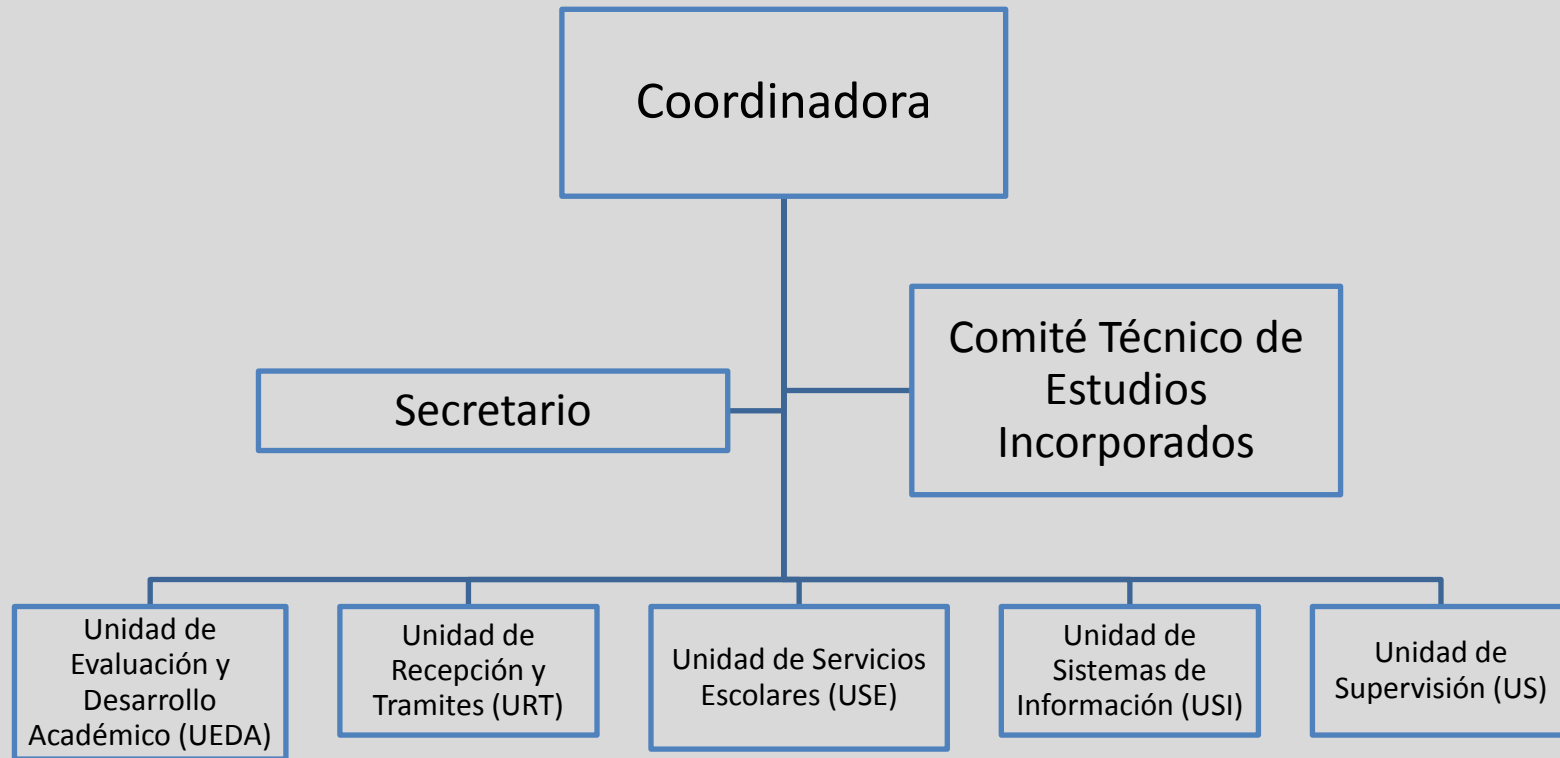 Coordinadora
Comité Técnico de
Estudios
Incorporados
Secretario
Unidad de
Evaluación y
Desarrollo
Académico (UEDA)
Unidad de
Recepción y
Tramites (URT)
Unidad de Servicios
Escolares (USE)
Unidad de
Sistemas de
Información (USI)
Unidad de
Supervisión (US)